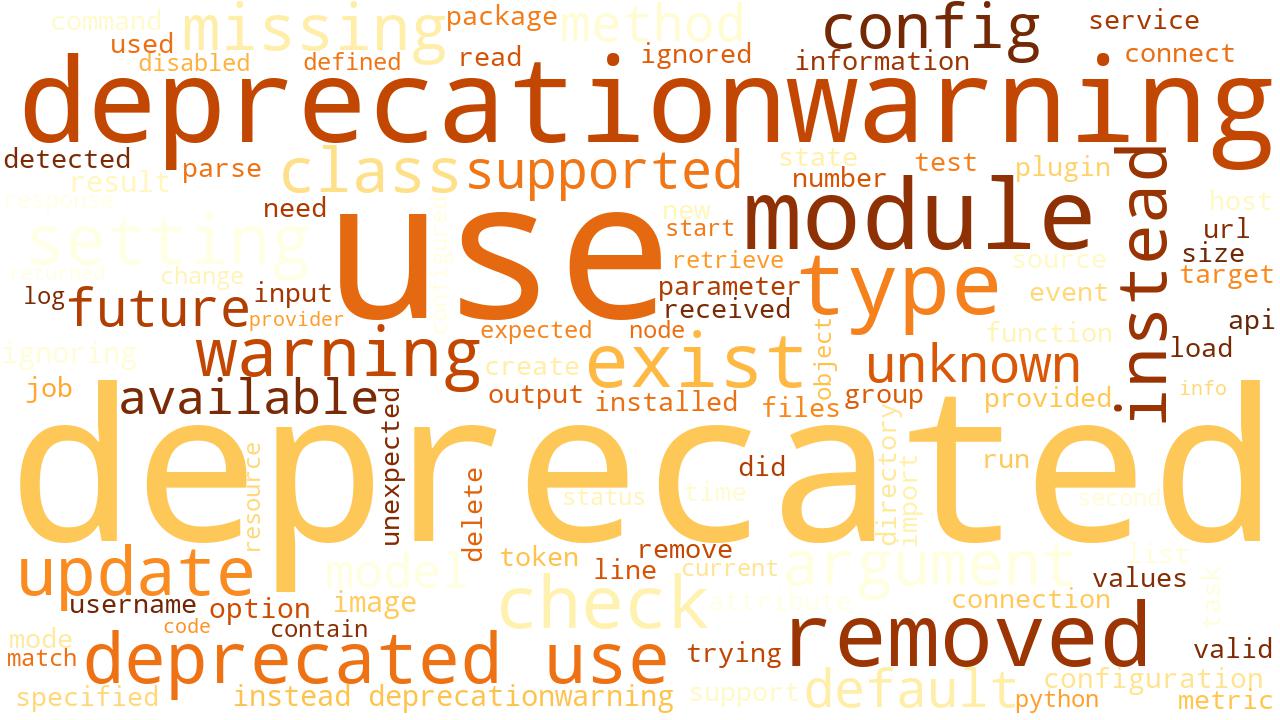 command
missing
package
method
config
service
used
disabled
defined
read
ignored
information
connect
deprecationwarning
detected
parse
result
class
supported
state
number
test
plugin
instead
response
need
use
new
module
host
setting
start
url
change
retrieve
source
size
target
log
future
input
provider
parameter
received
type
event
api
expected
node
function
ignoring
warning
create
exist
object
unknown
load
job
available
output
installed
files
group
provided
info
unexpected
deprecated
resource
delete
status
time
did
directory
import
run
second
update
model
token
line
remove
current
argument
list
values
task
username
option
image
check
connection
code
contain
mode
match
deprecated use
trying
removed
valid
specified
instead deprecationwarning
support
default
python
configuration
metric